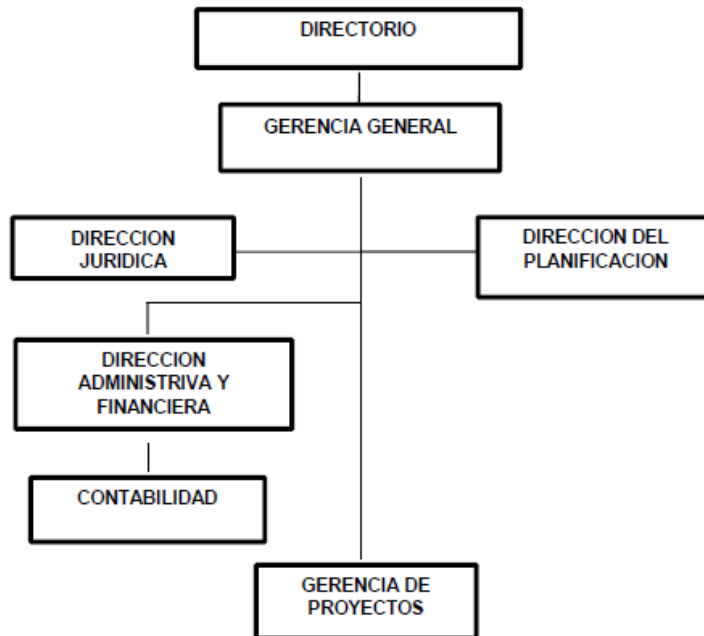 DIRECTORIO
GERENCIA GENERAL
DIRECCION
JURIDICA
DIRECCION DEL
PLANIFICACION
DIRECCION
ADMINISTRIVA Y
FINANCIERA
CONTABILIDAD
GERENCIA DE
PROYECTOS